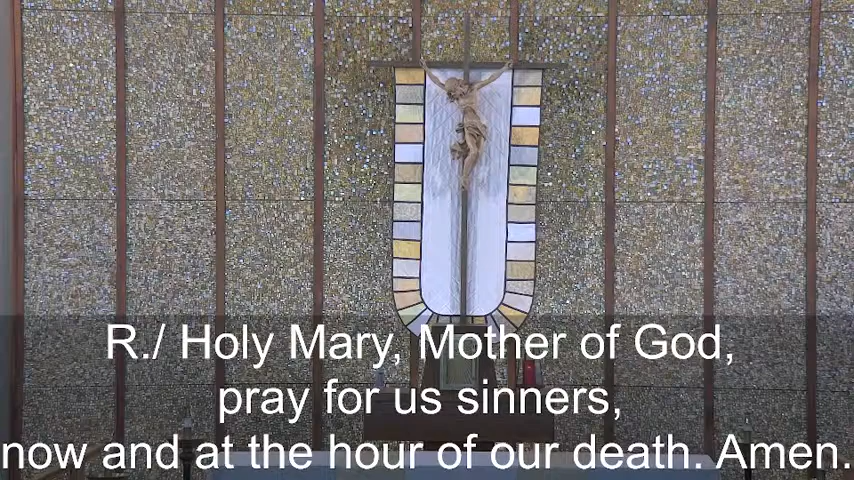 R./ Holy Mary, Mother of God,
pray for us sinners,
now and at the hour of our death. Amen.